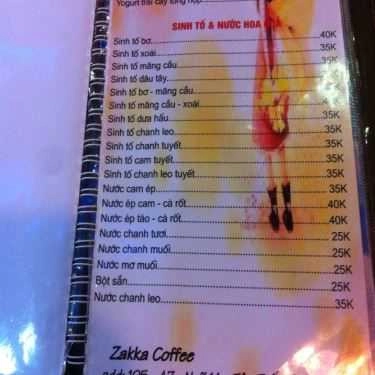 Yogurt trái cây tổng hợp
SINH TỐ & NƯỚC HOA QUẢ
Sinh tố bơ 40K
Sinh tố xoài 35K
Sinh tố mãng cầu 35K
Sinh tố dâu tây
Sinh tố bơ - mãng cầu
Sinh tố mãng cầu - xoài
Sinh tố dưa hấu 35K
Sinh tố chanh leo 35K
Sinh tố chanh tuyết 35K
Sinh tố cam tuyết 35K
Sinh tố chanh leo tuyết 35K
Nước cam ép 35K
Nước ép cam - cà rốt 40K
Nước ép táo - cà rốt 40K
Nước chanh tươi 25K
Nước chanh muối 25K
Nước mơ muối 25K
Bột sắn 25K
Nước chanh leo 35K
Zakka Coffee